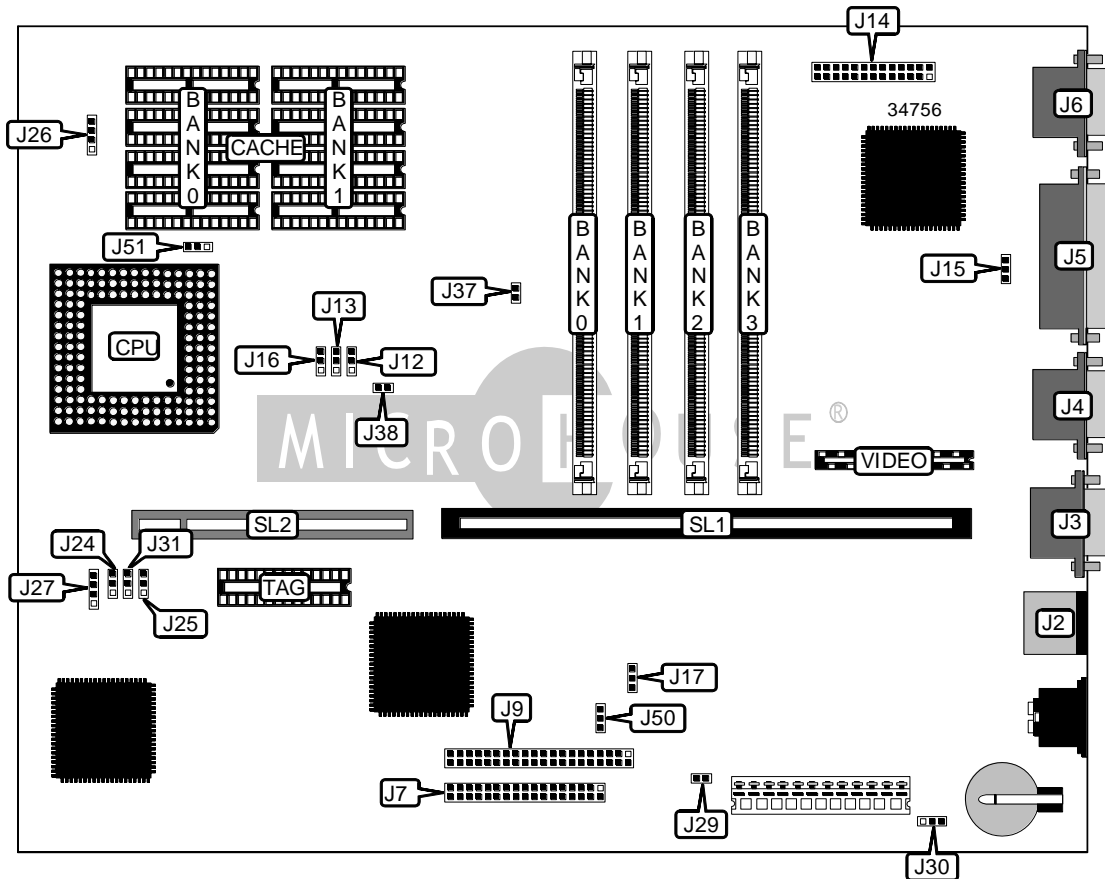 J14
34756
J6
J26
BANK0
CACHE
BANK1
J51
J37
BANK0
BANK1
BANK2
BANK3
J15
J5
J13
CPU
J16
J12
J38
J4
MICROHOUSE®
VIDEO
SL2
SL1
J3
J24
J31
J27
TAG
J25
J2
J17
J50
J9
J7
J29
J30